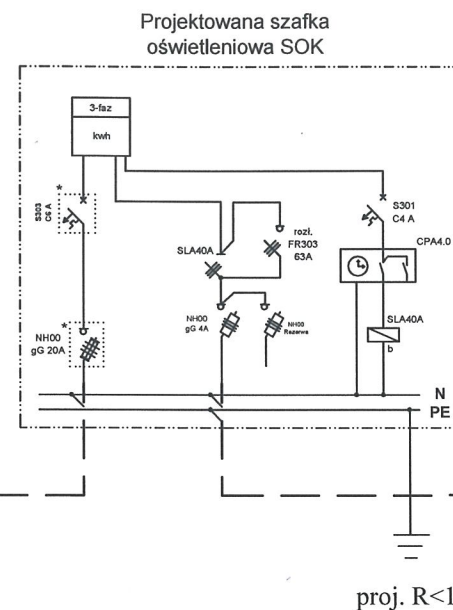 Projektowana szafka
oświetleniowa SOK
3-faz
kwh
*
S303
C6 A
SLA40A
rozł.
FR303
63A
S301
C4 A
CPA4.0
*
NH00
gG 20A
NH00
gG 4A
NH00
Rezerwa
SLA40A
b
N
PE
proj. R<1